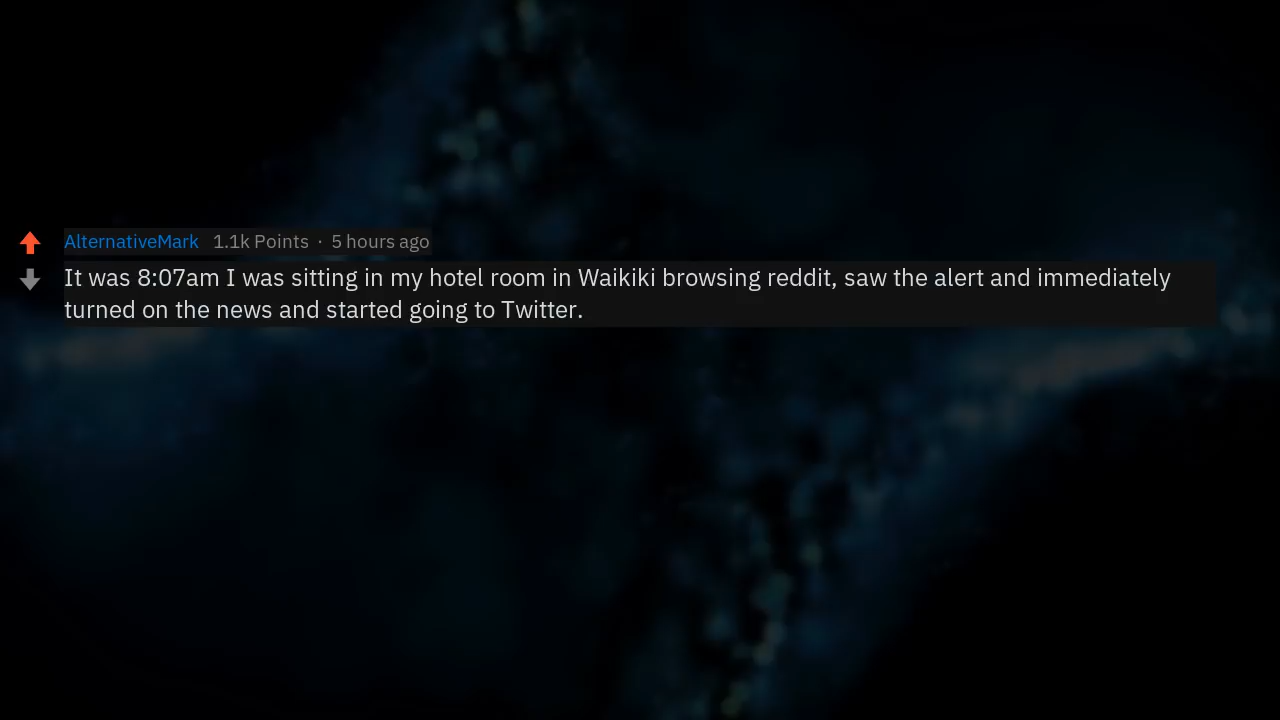 AlternativeMark 1.1k Points · 5 hours ago
It was 8:07am I was sitting in my hotel room in Waikiki browsing reddit, saw the alert and immediately
turned on the news and started going to Twitter.